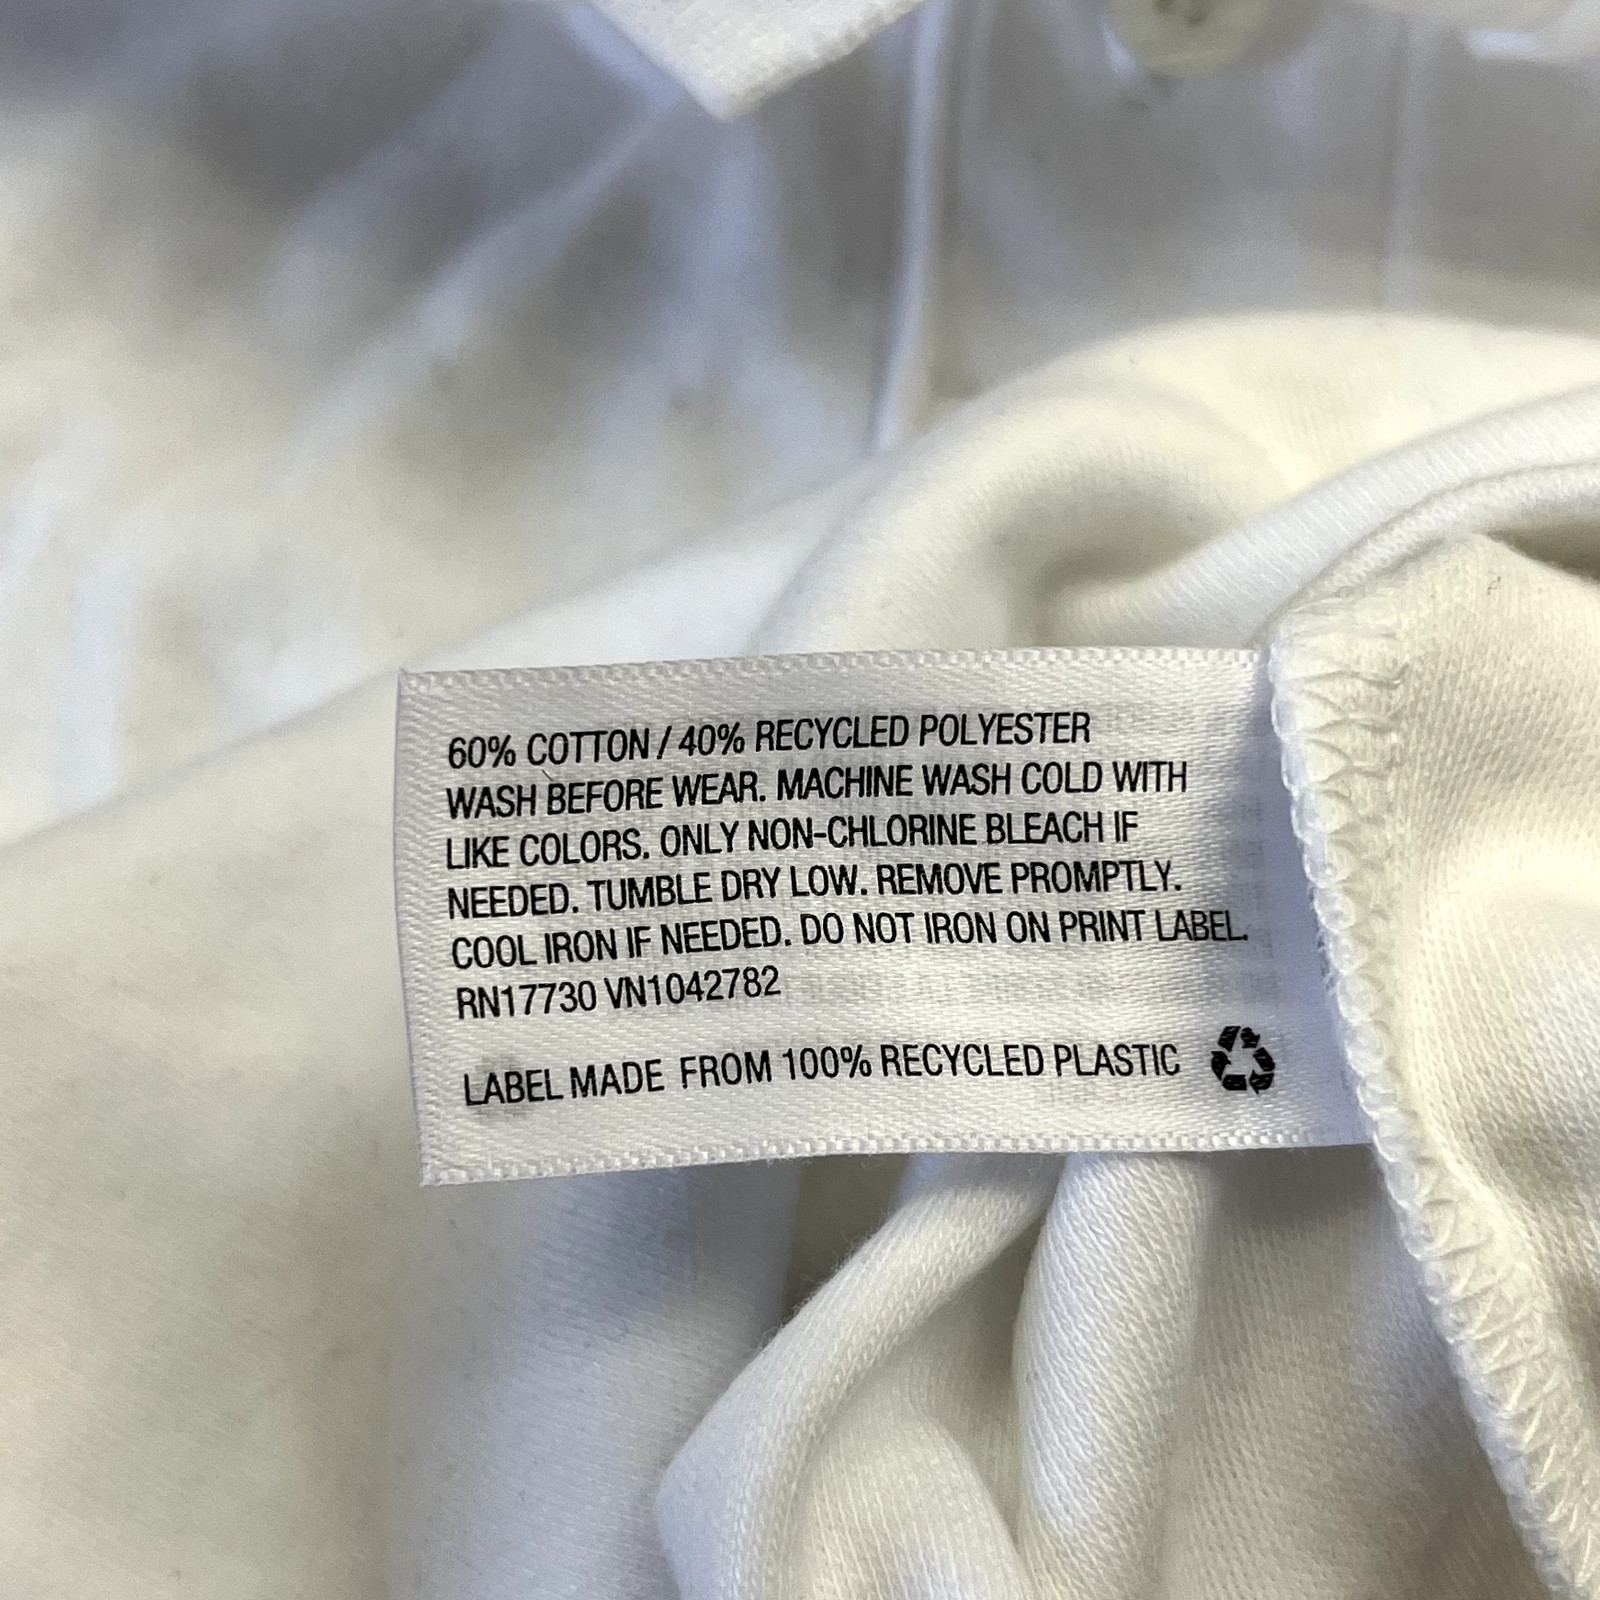 60% COTTON / 40% RECYCLED POLYESTER
WASH BEFORE WEAR. MACHINE WASH COLD WITH
LIKE COLORS. ONLY NON-CHLORINE BLEACH IF
NEEDED. TUMBLE DRY LOW. REMOVE PROMPTLY.
COOL IRON IF NEEDED. DO NOT IRON ON PRINT LABEL.
RN17730 VN1042782
LABEL MADE FROM 100% RECYCLED PLASTIC